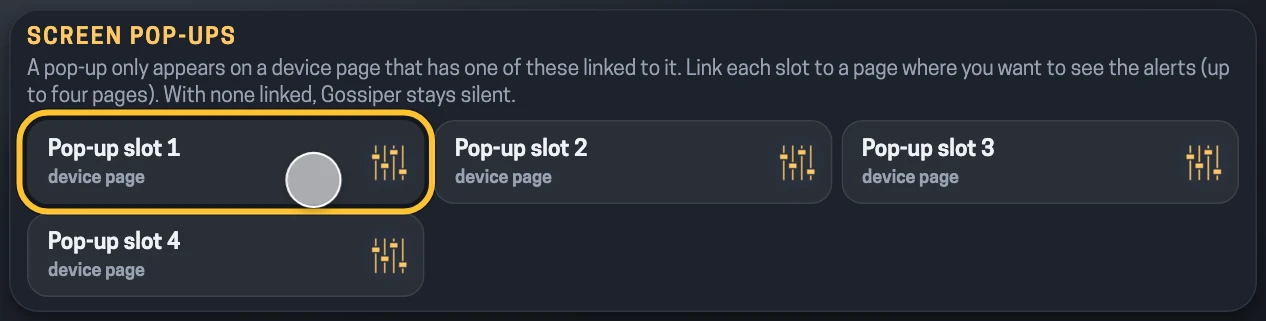 SCREEN POP-UPS
A pop-up only appears on a device page that has one of these linked to it. Link each slot to a page where you want to see the alerts (up
to four pages). With none linked, Gossiper stays silent.
Pop-up slot 1
device page
Pop-up slot 2
device page
Pop-up slot 3
device page
Pop-up slot 4
device page